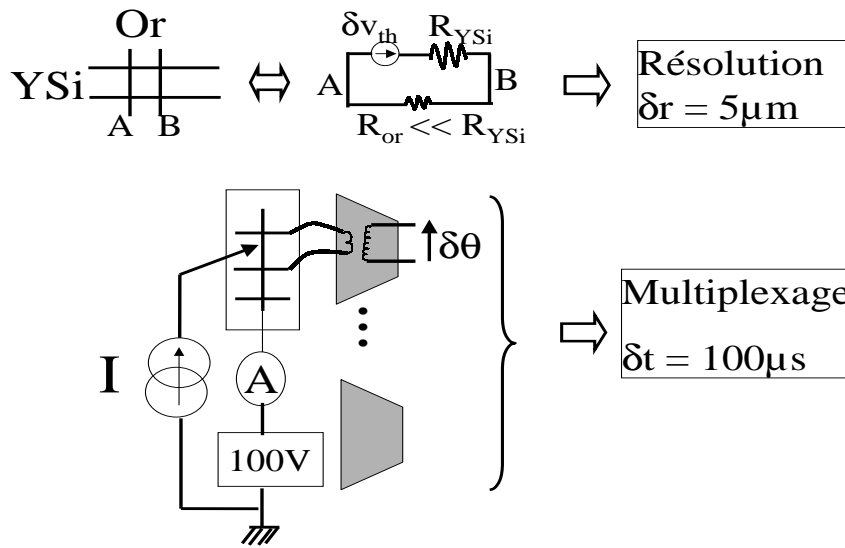 Or
YSi
A B
δv_th
R_YSi
A
B
R_or << R_YSi
Résolution
δr = 5µm
δθ
I
A
100V
Multiplexage
δt = 100µs